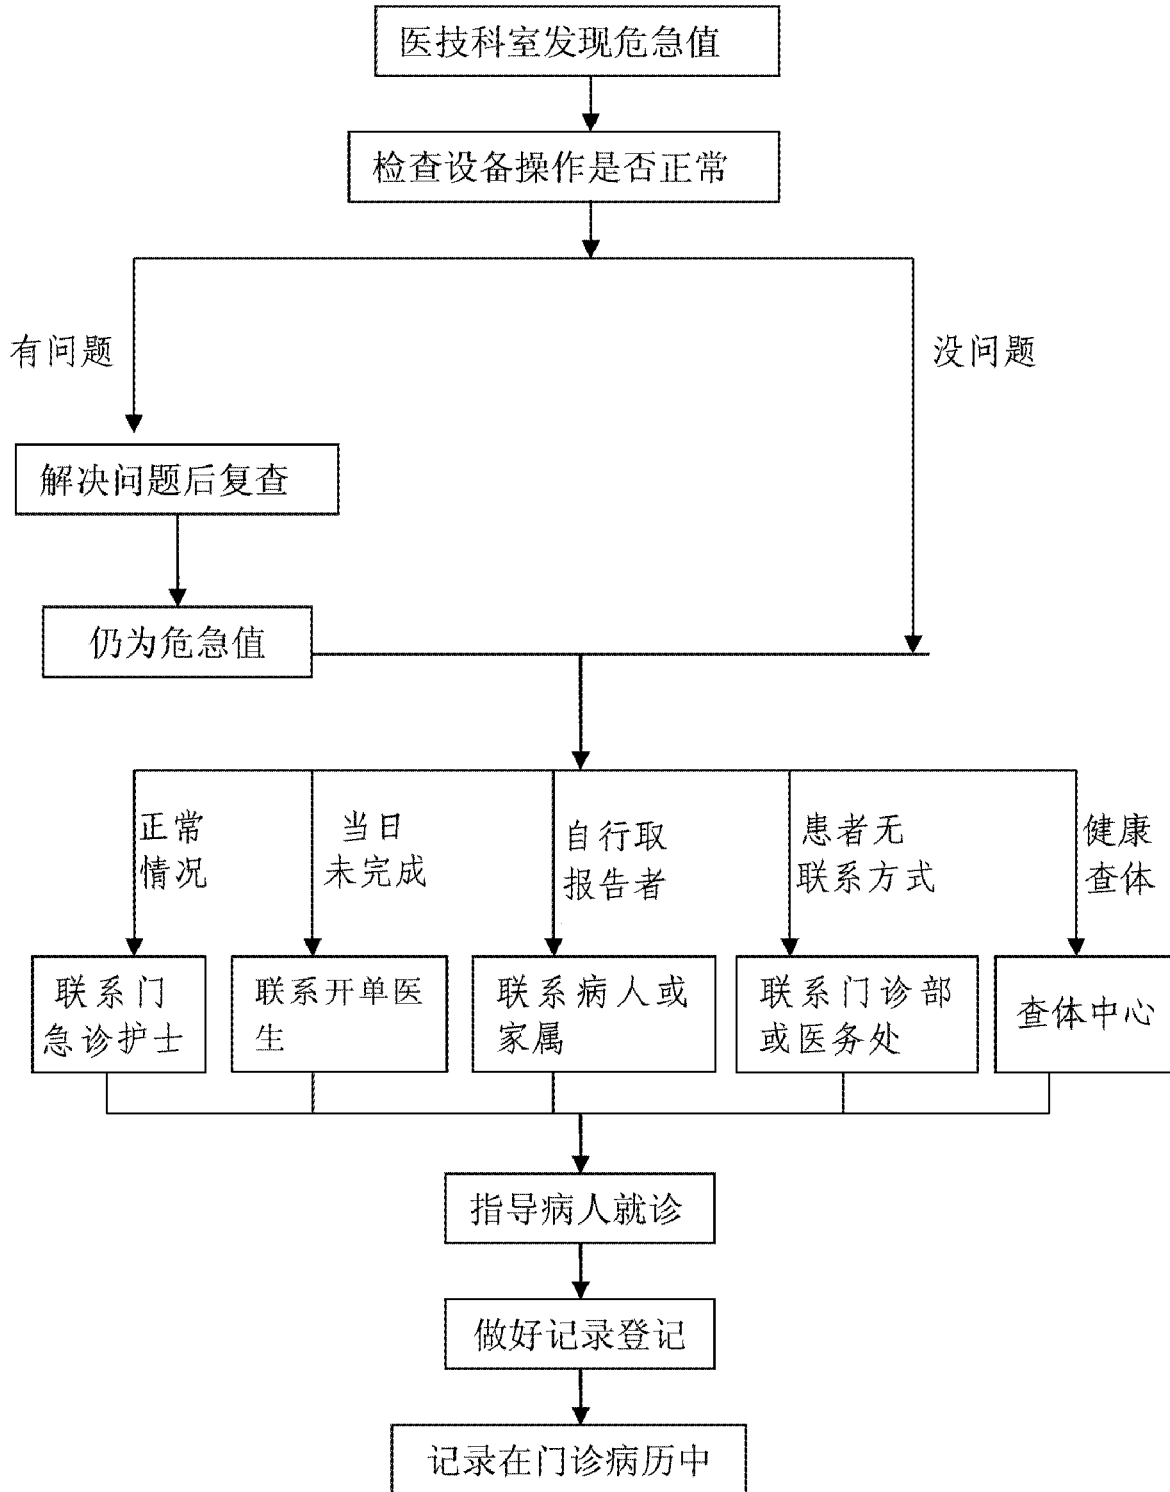 医技科室发现危急值
检查设备操作是否正常
有问题
没问题
解决问题后复查
仍为危急值
正常
情况
当日
未完成
自行取
报告者
患者无
联系方式
健康
查体
联系门
急诊护士
联系开单医
生
联系病人或
家属
联系门诊部
或医务处
查体中心
指导病人就诊
做好记录登记
记录在门诊病历中